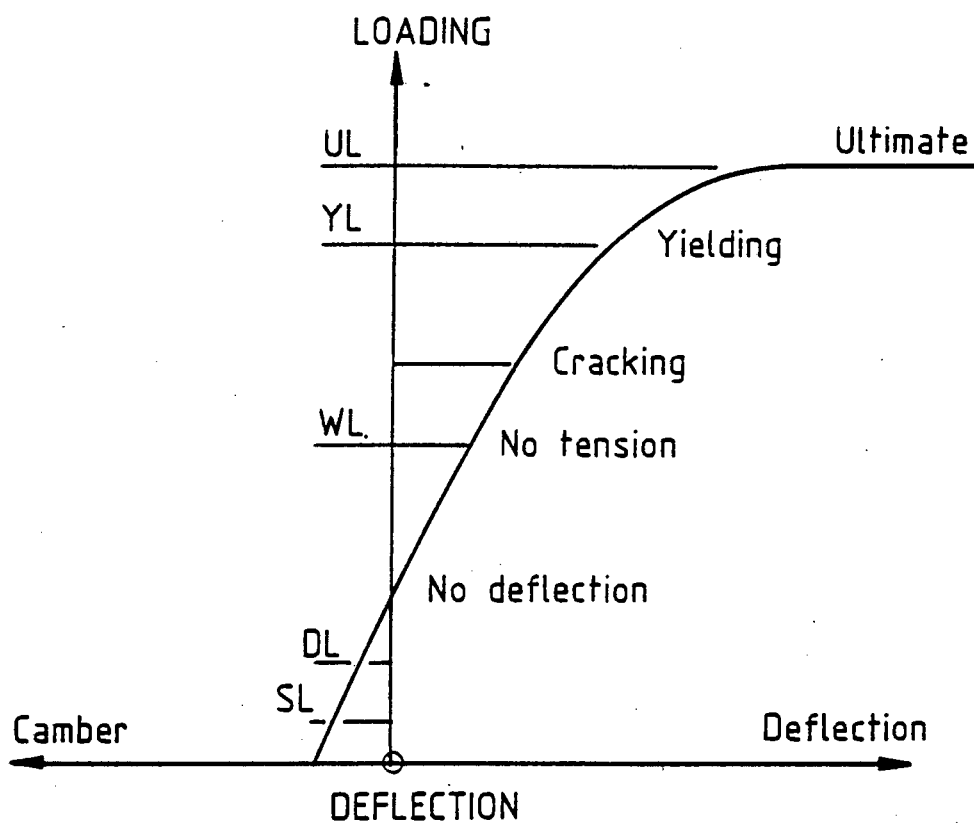 LOADING
UL
Ultimate
YL
Yielding
Cracking
WL.
No tension
No deflection
DL
SL
Camber
Deflection
DEFLECTION